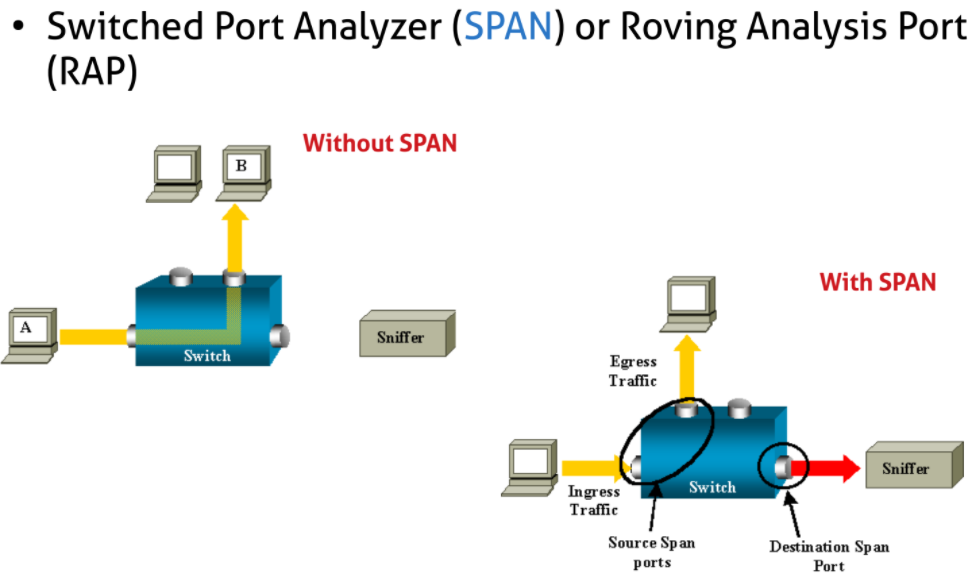 • Switched Port Analyzer (SPAN) or Roving Analysis Port
(RAP)
Without SPAN
B
A
Switch
Sniffer
With SPAN
Egress
Traffic
Ingress
Traffic
Switch
Sniffer
Source Span
ports
Destination Span
Port